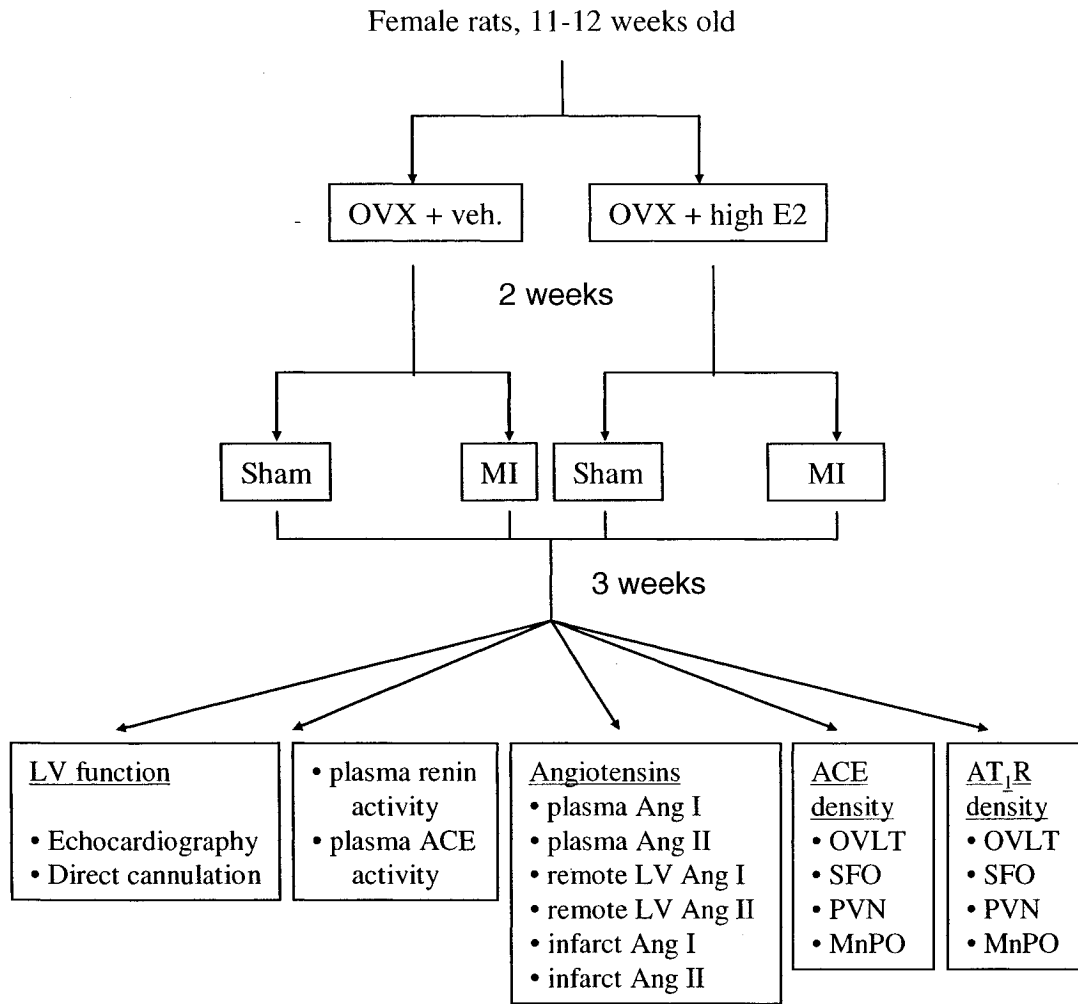 Female rats, 11-12 weeks old
OVX + veh.
OVX + high E2
2 weeks
Sham
MI
Sham
MI
3 weeks
LV function
• Echocardiography
• Direct cannulation
• plasma renin
activity
• plasma ACE
activity
Angiotensins
• plasma Ang I
• plasma Ang II
• remote LV Ang I
• remote LV Ang II
• infarct Ang I
• infarct Ang II
ACE
density
• OVLT
• SFO
• PVN
• MnPO
AT₁R
density
• OVLT
• SFO
• PVN
• MnPO